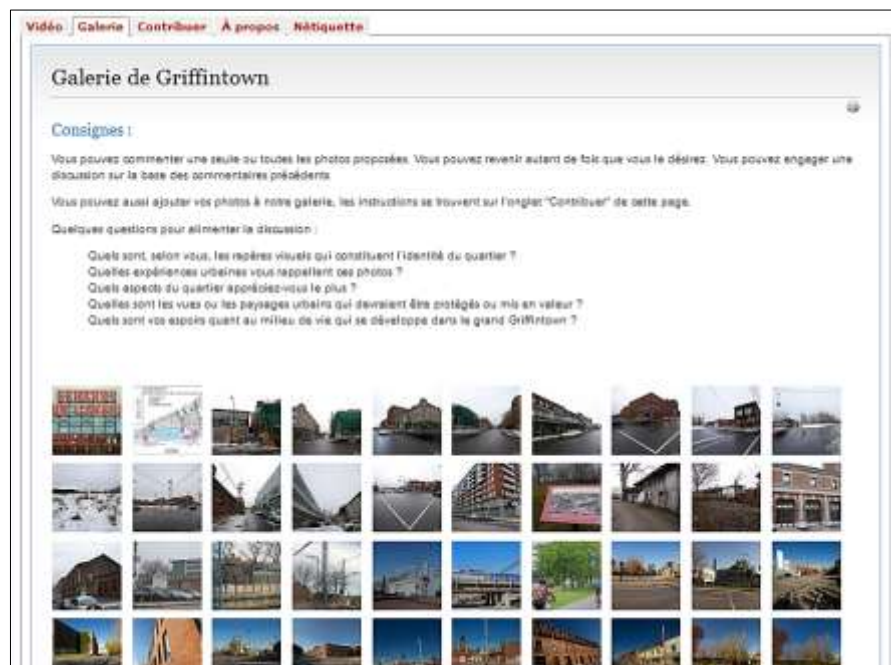 Vidéo Galerie Contribuer À propos Nétiquette
Galerie de Griffintown
Consignes :
Vous pouvez commenter une seule ou toutes les photos proposées. Vous pouvez revenir autant de fois que vous le désirez. Vous pouvez engager une
discussion sur la base des commentaires précédents
Vous pouvez aussi ajouter vos photos à notre galerie, les instructions se trouvent sur l'onglet "Contribuer" de cette page.
Quelques questions pour alimenter la discussion :
Quels sont, selon vous, les repères visuels qui constituent l'identité du quartier ?
Quelles expériences urbaines vous rappellent ces photos ?
Quels aspects du quartier appréciez-vous le plus ?
Quelles sont les vues ou les paysages urbains qui devraient être protégés ou mis en valeur ?
Quels sont vos espoirs quant au milieu de vie qui se développe dans le grand Griffintown ?